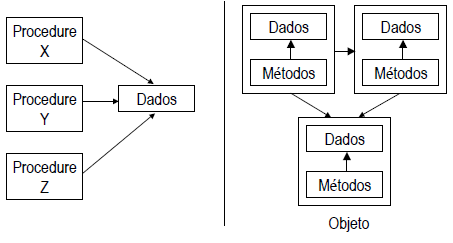 Procedure
X
Procedure
Y
Procedure
Z
Dados
Dados
Métodos
Dados
Métodos
Dados
Métodos
Objeto